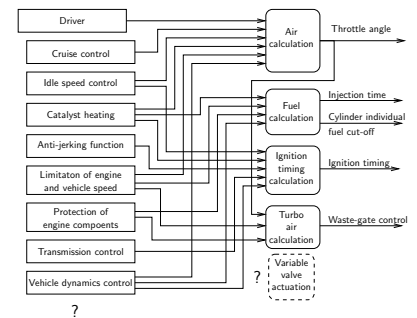 Driver
Cruise control
Idle speed control
Catalyst heating
Anti-jerking function
Limitaton of engine
and vehicle speed
Protection of
engine compoents
Transmission control
Vehicle dynamics control
?
Air
calculation
Fuel
calculation
Ignition
timing
calculation
Turbo
air
calculation
?
Variable
valve
actuation
Throttle angle
Injection time
Cylinder individual
fuel cut-off
Ignition timing
Waste-gate control